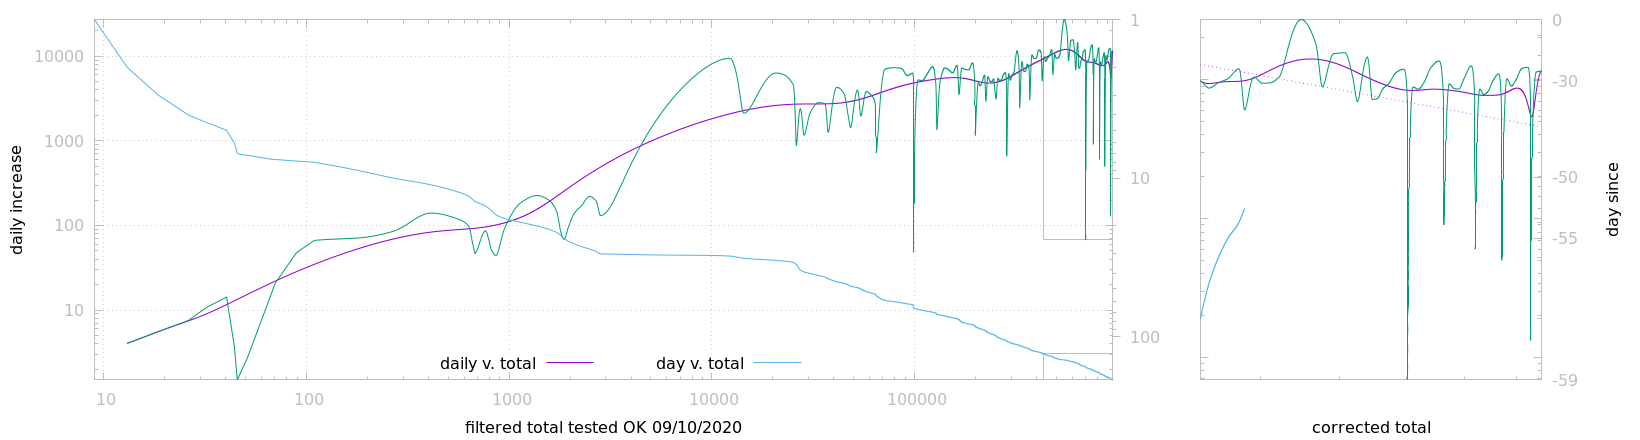 10000
1000
100
10
daily increase
10
100
1000
10000
100000
1
10
100
daily v. total
day v. total
filtered total tested OK 09/10/2020
0
-30
-50
-55
-59
day since
corrected total